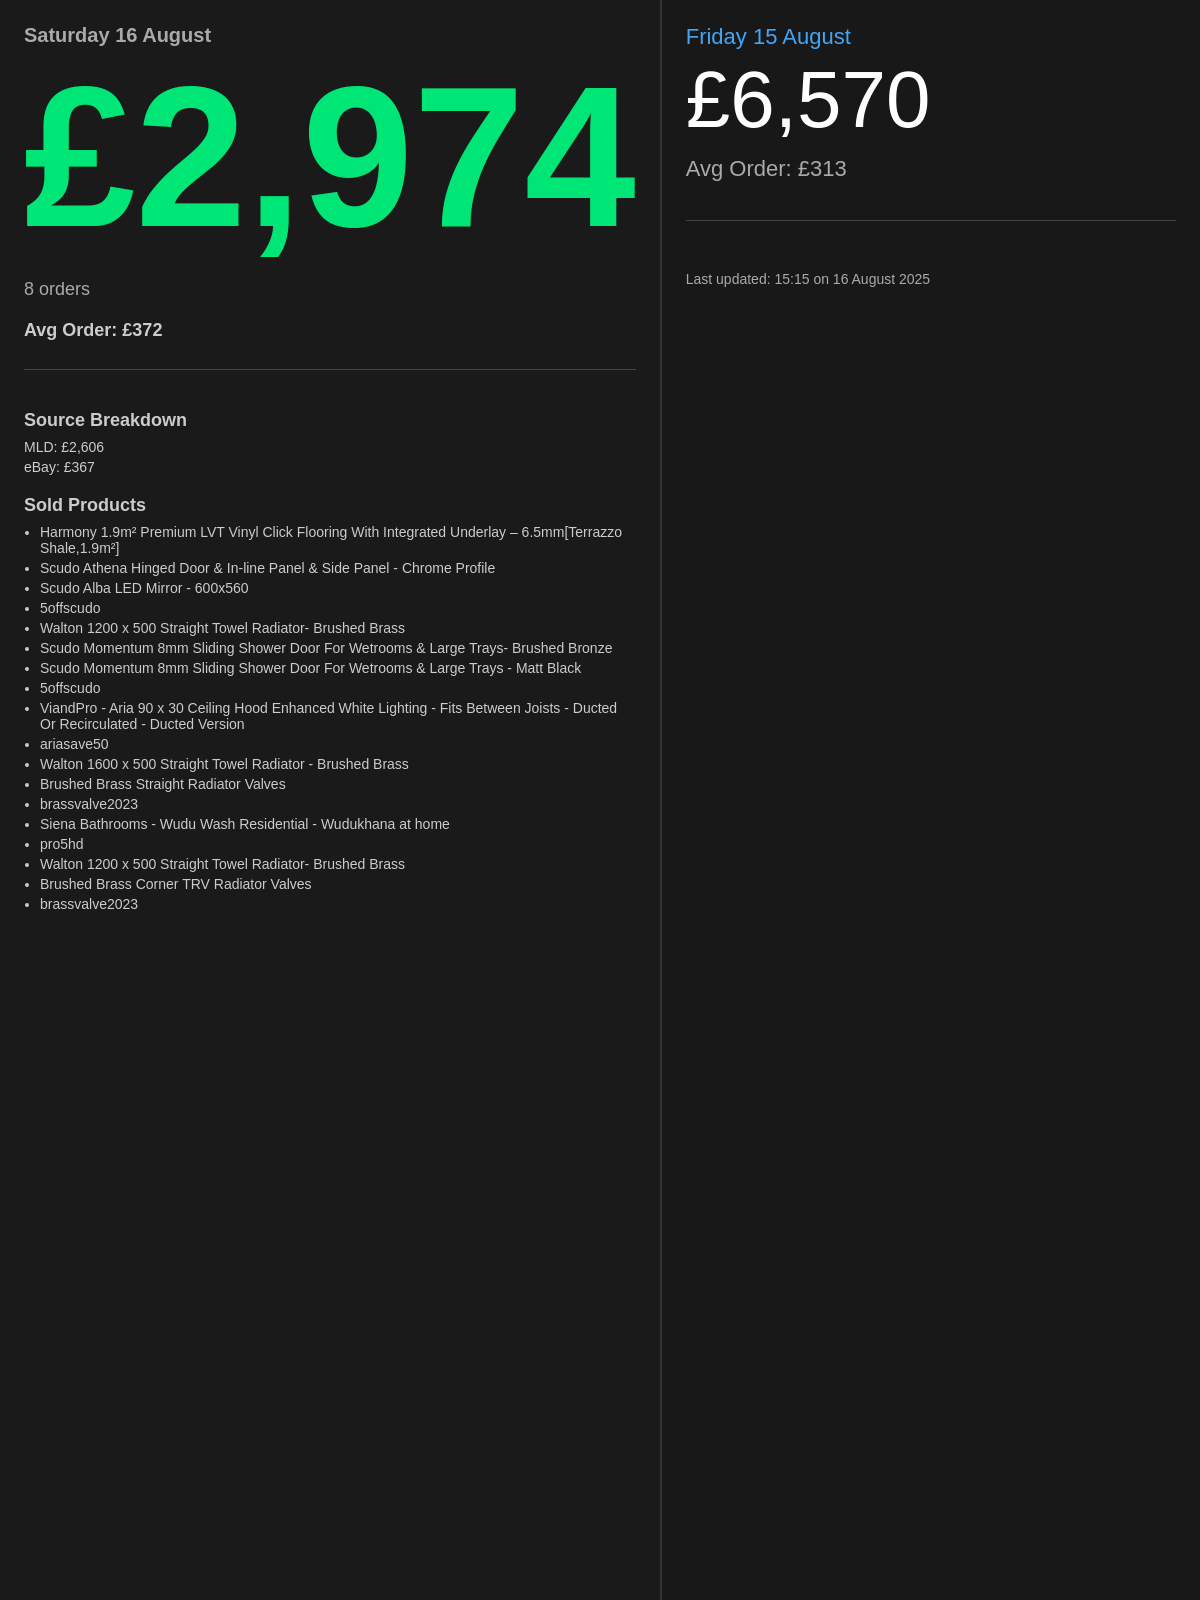 Saturday 16 August
£2,974
8 orders
Avg Order: £372
Source Breakdown
MLD: £2,606
eBay: £367
Sold Products
• Harmony 1.9m² Premium LVT Vinyl Click Flooring With Integrated Underlay – 6.5mm[Terrazzo
Shale,1.9m²]
• Scudo Athena Hinged Door & In-line Panel & Side Panel - Chrome Profile
• Scudo Alba LED Mirror - 600x560
• 5offscudo
• Walton 1200 x 500 Straight Towel Radiator- Brushed Brass
• Scudo Momentum 8mm Sliding Shower Door For Wetrooms & Large Trays- Brushed Bronze
• Scudo Momentum 8mm Sliding Shower Door For Wetrooms & Large Trays - Matt Black
• 5offscudo
• ViandPro - Aria 90 x 30 Ceiling Hood Enhanced White Lighting - Fits Between Joists - Ducted
Or Recirculated - Ducted Version
• ariasave50
• Walton 1600 x 500 Straight Towel Radiator - Brushed Brass
• Brushed Brass Straight Radiator Valves
• brassvalve2023
• Siena Bathrooms - Wudu Wash Residential - Wudukhana at home
• pro5hd
• Walton 1200 x 500 Straight Towel Radiator- Brushed Brass
• Brushed Brass Corner TRV Radiator Valves
• brassvalve2023
Friday 15 August
£6,570
Avg Order: £313
Last updated: 15:15 on 16 August 2025